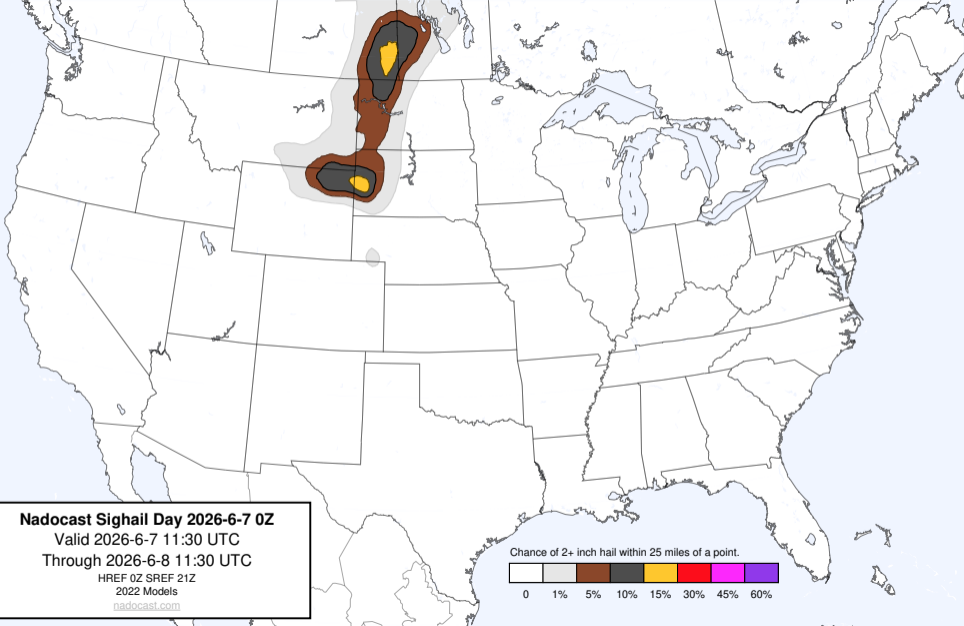 Nadocast Sighail Day 2026-6-7 0Z
Valid 2026-6-7 11:30 UTC
Through 2026-6-8 11:30 UTC
HREF 0Z SREF 21Z
2022 Models
nadocast.com
Chance of 2+ inch hail within 25 miles of a point.
0 1% 5% 10% 15% 30% 45% 60%